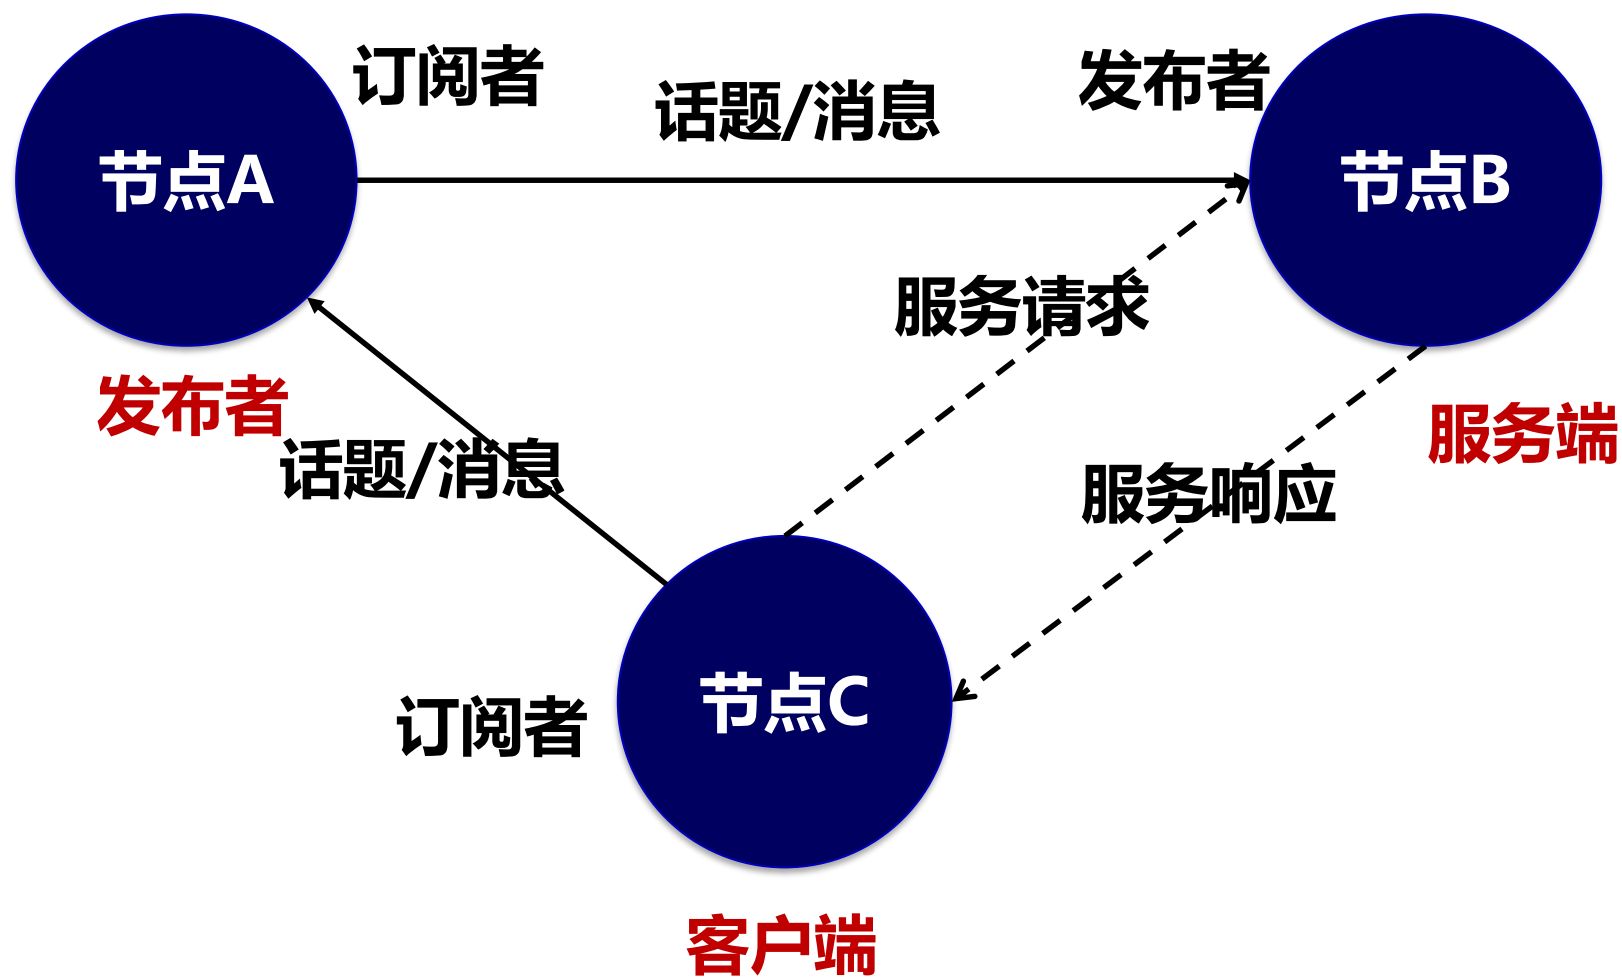 订阅者
发布者
话题/消息
节点A
节点B
服务请求
发布者
服务端
话题/消息
服务响应
节点C
订阅者
客户端